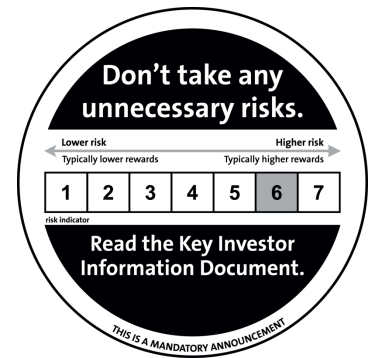 Don't take any
unnecessary risks.
Lower risk Higher risk
Typically lower rewards Typically higher rewards
1 2 3 4 5 6 7
risk indicator
Read the Key Investor
Information Document.
THIS IS A MANDATORY ANNOUNCEMENT